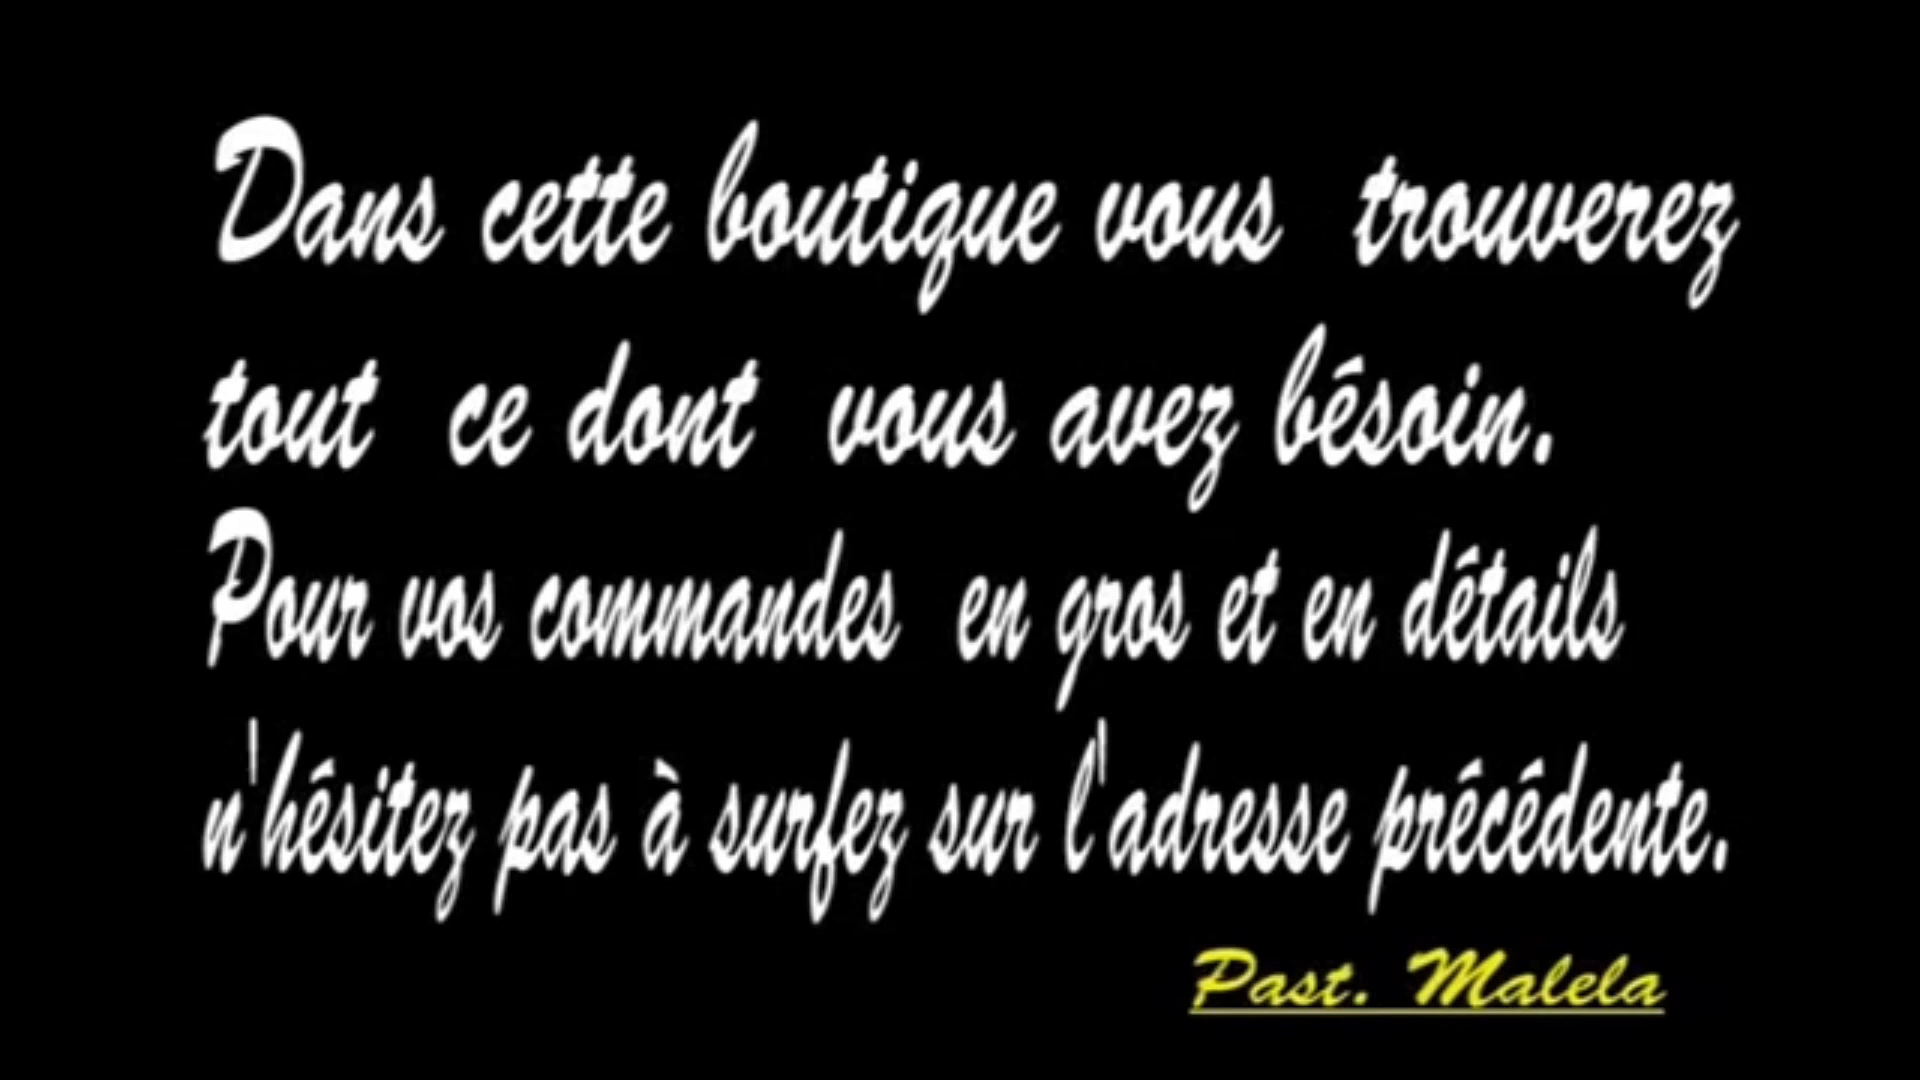 Dans cette boutique vous trouverez
tout ce dont vous avez bésoin.
Pour vos commandes en gros et en détails
n'hésitez pas à surfez sur l'adresse précédente.
Past. Malela